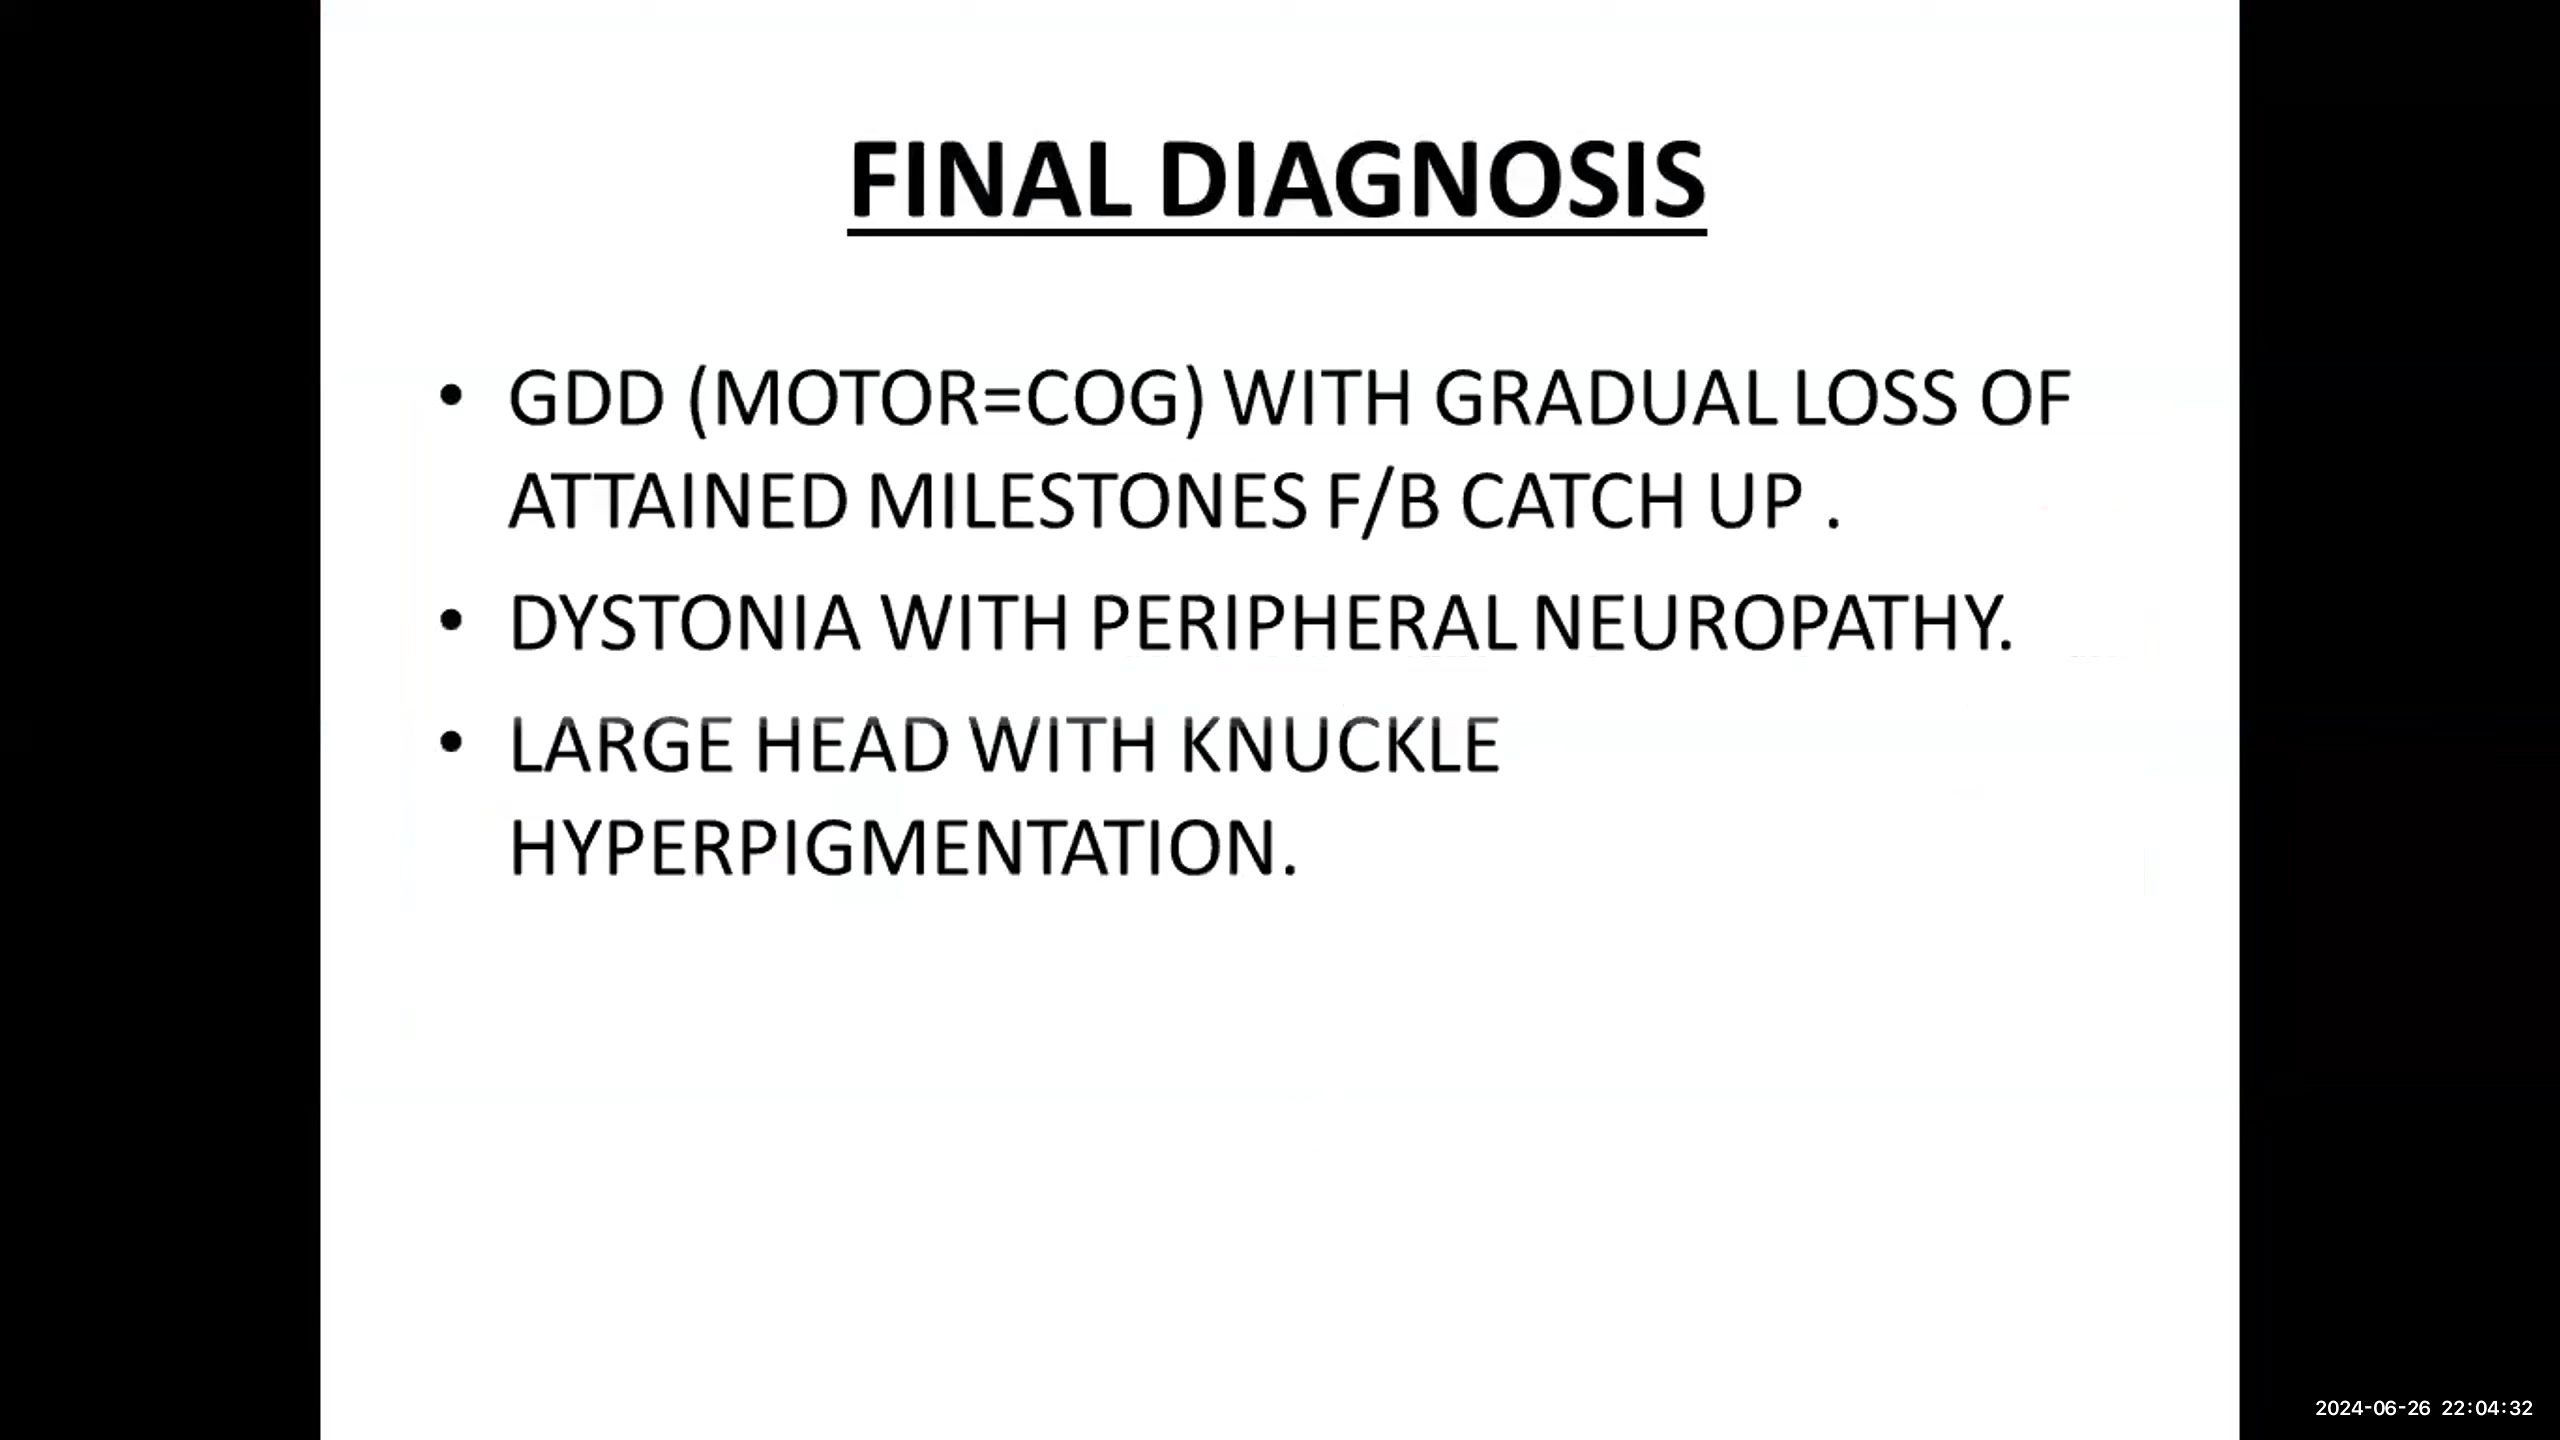 FINAL DIAGNOSIS
• GDD (MOTOR=COG) WITH GRADUAL LOSS OF
ATTAINED MILESTONES F/B CATCH UP .
• DYSTONIA WITH PERIPHERAL NEUROPATHY.
• LARGE HEAD WITH KNUCKLE
HYPERPIGMENTATION.
2024-06-26 22:04:32